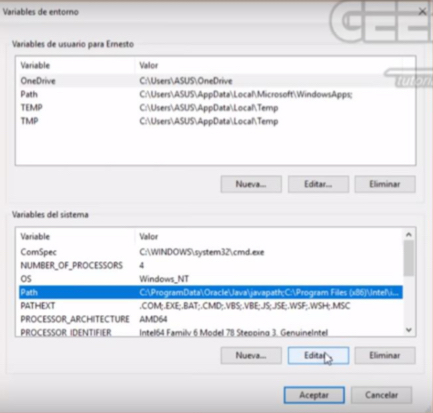 Variables de entorno
GEE
tutori
Variables de usuario para Ernesto
Variable Valor
OneDrive C:\Users\ASUS\OneDrive
Path C:\Users\ASUS\AppData\Local\Microsoft\WindowsApps;
TEMP C:\Users\ASUS\AppData\Local\Temp
TMP C:\Users\ASUS\AppData\Local\Temp
Nueva... Editar... Eliminar
Variables del sistema
Variable Valor
ComSpec C:\WINDOWS\system32\cmd.exe
NUMBER_OF_PROCESSORS 4
OS Windows_NT
Path C:\ProgramData\Oracle\Java\javapath;C:\Program Files (x86)\Intel\i...
PATHEXT .COM;.EXE;.BAT;.CMD;.VBS;.VBE;.JS;.JSE;.WSF;.WSH;.MSC
PROCESSOR_ARCHITECTURE AMD64
PROCESSOR_IDENTIFIER Intel64 Family 6 Model 78 Stepping 3, GenuineIntel
Nueva... Editar Eliminar
Aceptar Cancelar